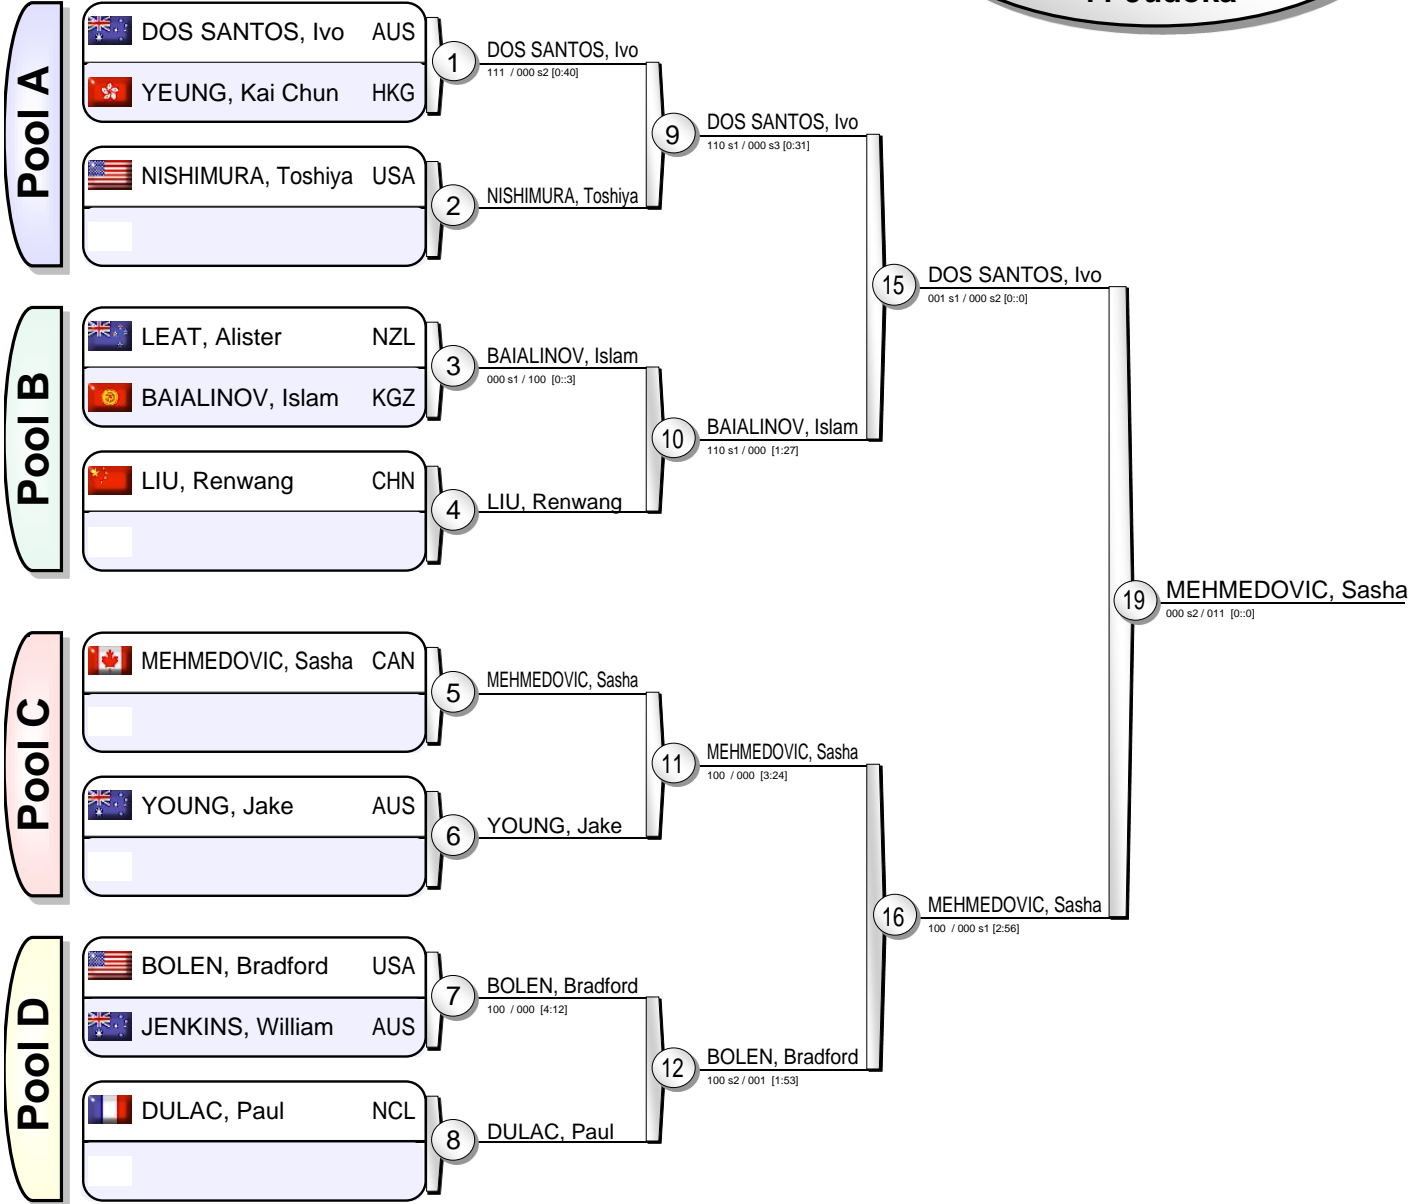 Pool A
DOS SANTOS, Ivo AUS
YEUNG, Kai Chun HKG
NISHIMURA, Toshiya USA
1
DOS SANTOS, Ivo
111 / 000 s2 [0:40]
2
NISHIMURA, Toshiya
9
DOS SANTOS, Ivo
110 s1 / 000 s3 [0:31]
Pool B
LEAT, Alister NZL
BAIALINOV, Islam KGZ
LIU, Renwang CHN
3
BAIALINOV, Islam
000 s1 / 100 [0::3]
4
LIU, Renwang
10
BAIALINOV, Islam
110 s1 / 000 [1:27]
15
DOS SANTOS, Ivo
001 s1 / 000 s2 [0::0]
Pool C
MEHMEDOVIC, Sasha CAN
YOUNG, Jake AUS
5
MEHMEDOVIC, Sasha
6
YOUNG, Jake
11
MEHMEDOVIC, Sasha
100 / 000 [3:24]
Pool D
BOLEN, Bradford USA
JENKINS, William AUS
DULAC, Paul NCL
7
BOLEN, Bradford
100 / 000 [4:12]
8
DULAC, Paul
12
BOLEN, Bradford
100 s2 / 001 [1:53]
16
MEHMEDOVIC, Sasha
100 / 000 s1 [2:56]
19
MEHMEDOVIC, Sasha
000 s2 / 011 [0::0]